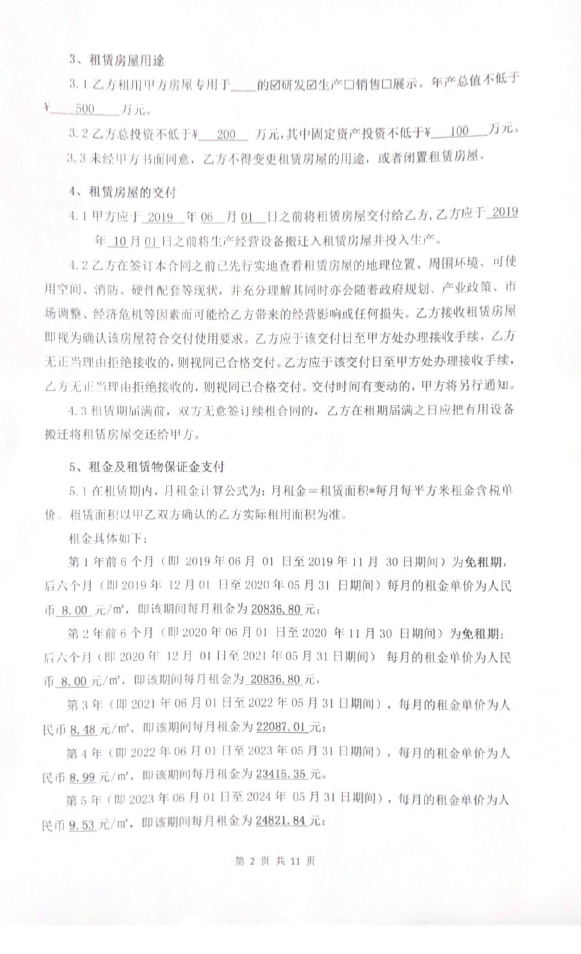 3、租赁房屋用途
3.1 乙方租用甲方房屋专用于____的☑研发☑生产☐销售☐展示。年产总值不低于
¥ 500 万元。
3.2 乙方总投资不低于¥ 200 万元,其中固定资产投资不低于¥ 100 万元。
3.3 未经甲方书面同意,乙方不得变更租赁房屋的用途,或者闲置租赁房屋。
4、租赁房屋的交付
4.1 甲方应于 2019 年 06 月 01 日之前将租赁房屋交付给乙方,乙方应于 2019
年 10 月 01 日之前将生产经营设备搬迁入租赁房屋并投入生产。
4.2 乙方在签订本合同之前已先行实地查看租赁房屋的地理位置、周围环境、可使
用空间、消防、硬件配套等现状,并充分理解其同时亦会随着政府规划、产业政策、市
场调整、经济危机等因素而可能给乙方带来的经营影响或任何损失。乙方接收租赁房屋
即视为确认该房屋符合交付使用要求。乙方应于该交付日至甲方处办理接收手续,乙方
无正当理由拒绝接收的,则视同已合格交付。乙方应于该交付日至甲方处办理接收手续,
乙方无正当理由拒绝接收的,则视同已合格交付。交付时间有变动的,甲方将另行通知。
4.3 租赁期届满前,双方无意签订续租合同的,乙方在租期届满之日应把有用设备
搬迁将租赁房屋交还给甲方。
5、租金及租赁物保证金支付
5.1 在租赁期内,月租金计算公式为:月租金=租赁面积*每月每平方米租金含税单
价。租赁面积以甲乙双方确认的乙方实际租用面积为准。
租金具体如下:
第 1 年前 6 个月(即 2019 年 06 月 01 日至 2019 年 11 月 30 日期间)为免租期,
后六个月(即 2019 年 12 月 01 日至 2020 年 05 月 31 日期间)每月的租金单价为人民
币 8.00 元/㎡,即该期间每月租金为 20836.80 元;
第 2 年前 6 个月(即 2020 年 06 月 01 日至 2020 年 11 月 30 日期间)为免租期;
后六个月(即 2020 年 12 月 01 日至 2021 年 05 月 31 日期间) 每月的租金单价为人民
币 8.00 元/㎡,即该期间每月租金为 20836.80 元,
第 3 年(即 2021 年 06 月 01 日至 2022 年 05 月 31 日期间),每月的租金单价为人
民币 8.48 元/㎡,即该期间每月租金为 22087.01 元;
第 4 年(即 2022 年 06 月 01 日至 2023 年 05 月 31 日期间),每月的租金单价为人
民币 8.99 元/㎡,即该期间每月租金为 23415.35 元。
第 5 年(即 2023 年 06 月 01 日至 2024 年 05 月 31 日期间),每月的租金单价为人
民币 9.53 元/㎡,即该期间每月租金为 24821.84 元;
第 2 页 共 11 页